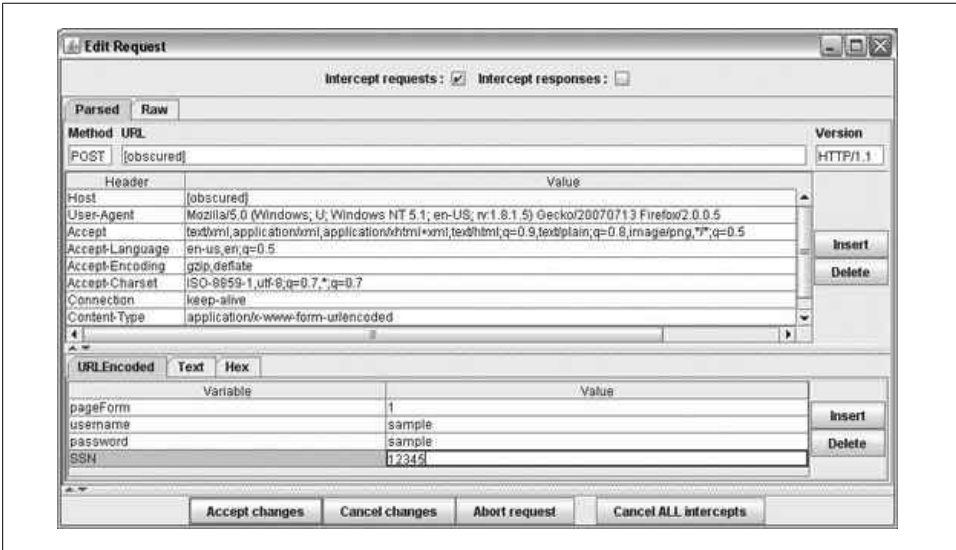 Edit Request
Intercept requests : Intercept responses :
Parsed Raw
Method URL Version
POST [obscured] HTTP/1.1
Header Value
Host [obscured]
User-Agent Mozilla/5.0 (Windows; U; Windows NT 5.1; en-US; rv:1.8.1.5) Gecko/20070713 Firefox/2.0.0.5
Accept text/xml,application/xml,application/xhtml+xml,text/html;q=0.9,text/plain;q=0.8,image/png,*/*;q=0.5
Accept-Language en-us,en;q=0.5
Insert
Accept-Encoding gzip,deflate
Delete
Accept-Charset ISO-8859-1,utf-8;q=0.7,*;q=0.7
Connection keep-alive
Content-Type application/x-www-form-urlencoded
URLEncoded Text Hex
Variable Value
pageForm 1
Insert
username sample
password sample
Delete
SSN 12345
Accept changes Cancel changes Abort request Cancel ALL intercepts